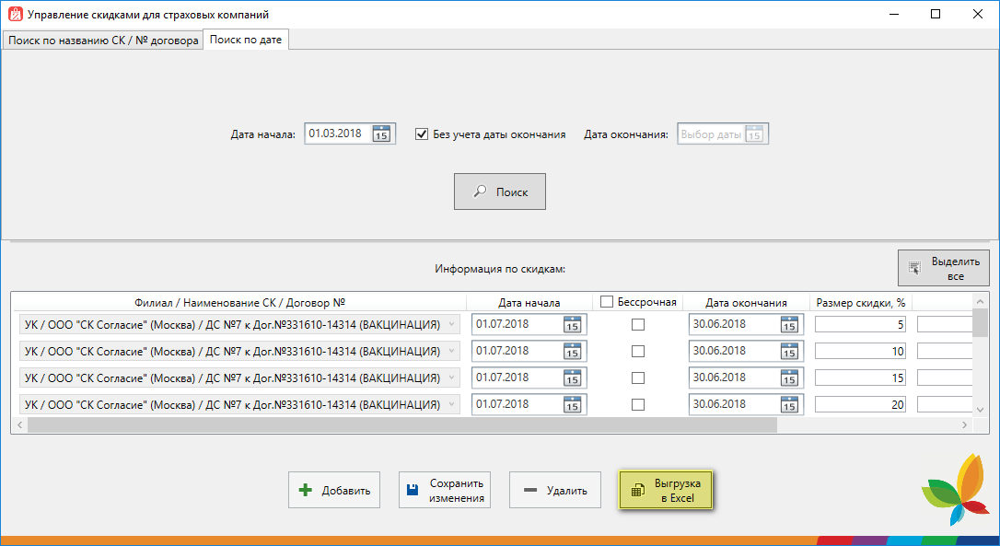 Управление скидками для страховых компаний
Поиск по названию СК / № договора
Поиск по дате
Дата начала: 01.03.2018 15 Без учета даты окончания Дата окончания: Выбор даты 15
Поиск
Информация по скидкам:
Выделить
все
Филиал / Наименование СК / Договор № Дата начала Бессрочная Дата окончания Размер скидки, %
УК / ООО "СК Согласие" (Москва) / ДС №7 к Дог.№331610-14314 (ВАКЦИНАЦИЯ) 01.07.2018 15 30.06.2018 15 5
УК / ООО "СК Согласие" (Москва) / ДС №7 к Дог.№331610-14314 (ВАКЦИНАЦИЯ) 01.07.2018 15 30.06.2018 15 10
УК / ООО "СК Согласие" (Москва) / ДС №7 к Дог.№331610-14314 (ВАКЦИНАЦИЯ) 01.07.2018 15 30.06.2018 15 15
УК / ООО "СК Согласие" (Москва) / ДС №7 к Дог.№331610-14314 (ВАКЦИНАЦИЯ) 01.07.2018 15 30.06.2018 15 20
Добавить
Сохранить
изменения
Удалить
Выгрузка
в Excel